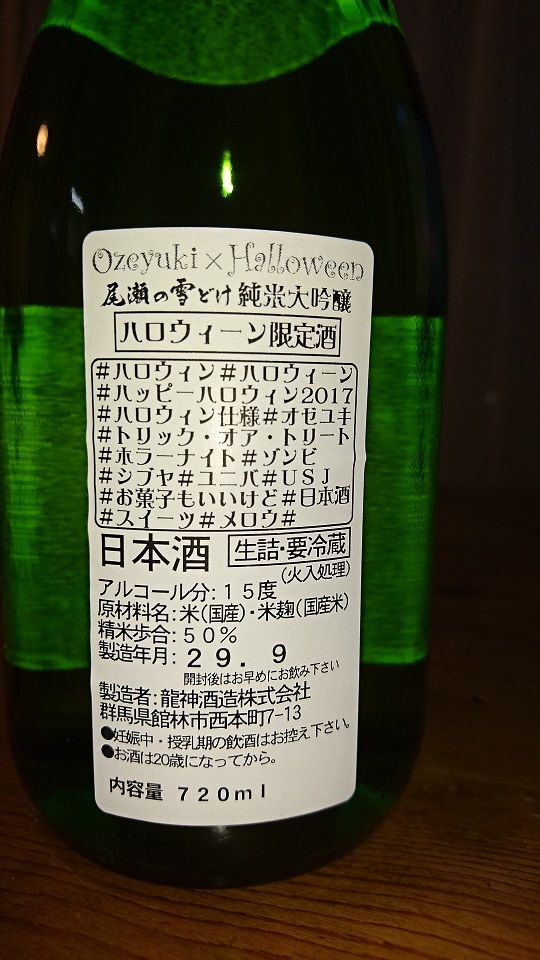 Ozeyuki×Halloween
尾瀬の雪どけ純米大吟醸
ハロウィーン限定酒
#ハロウィン#ハロウィーン
#ハッピーハロウィン2017
#ハロウィン仕様#オゼユキ
#トリック・オア・トリート
#ホラーナイト#ゾンビ
#シブヤ#ユニバ#USJ
#お菓子もいいけど#日本酒
#スイーツ#メロウ#
日本酒 生詰・要冷蔵
(火入処理)
アルコール分:15度
原材料名:米(国産)・米麹(国産米)
精米歩合:50%
製造年月:29.9
開封後はお早めにお飲み下さい
製造者:龍神酒造株式会社
群馬県館林市西本町7-13
●妊娠中・授乳期の飲酒はお控え下さい。
●お酒は20歳になってから。
内容量 720ml